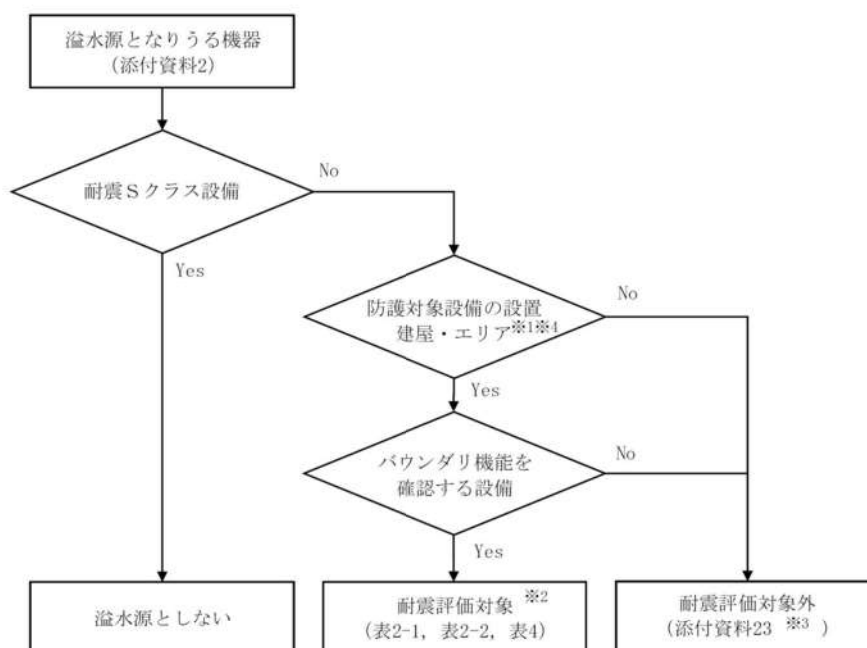 溢水源となりうる機器
（添付資料2）
耐震Ｓクラス設備
No
Yes
防護対象設備の設置
建屋・エリア※1※4
No
Yes
バウンダリ機能を
確認する設備
No
Yes
溢水源としない
耐震評価対象 ※2
（表2-1, 表2-2, 表4）
耐震評価対象外
（添付資料23 ※3 ）